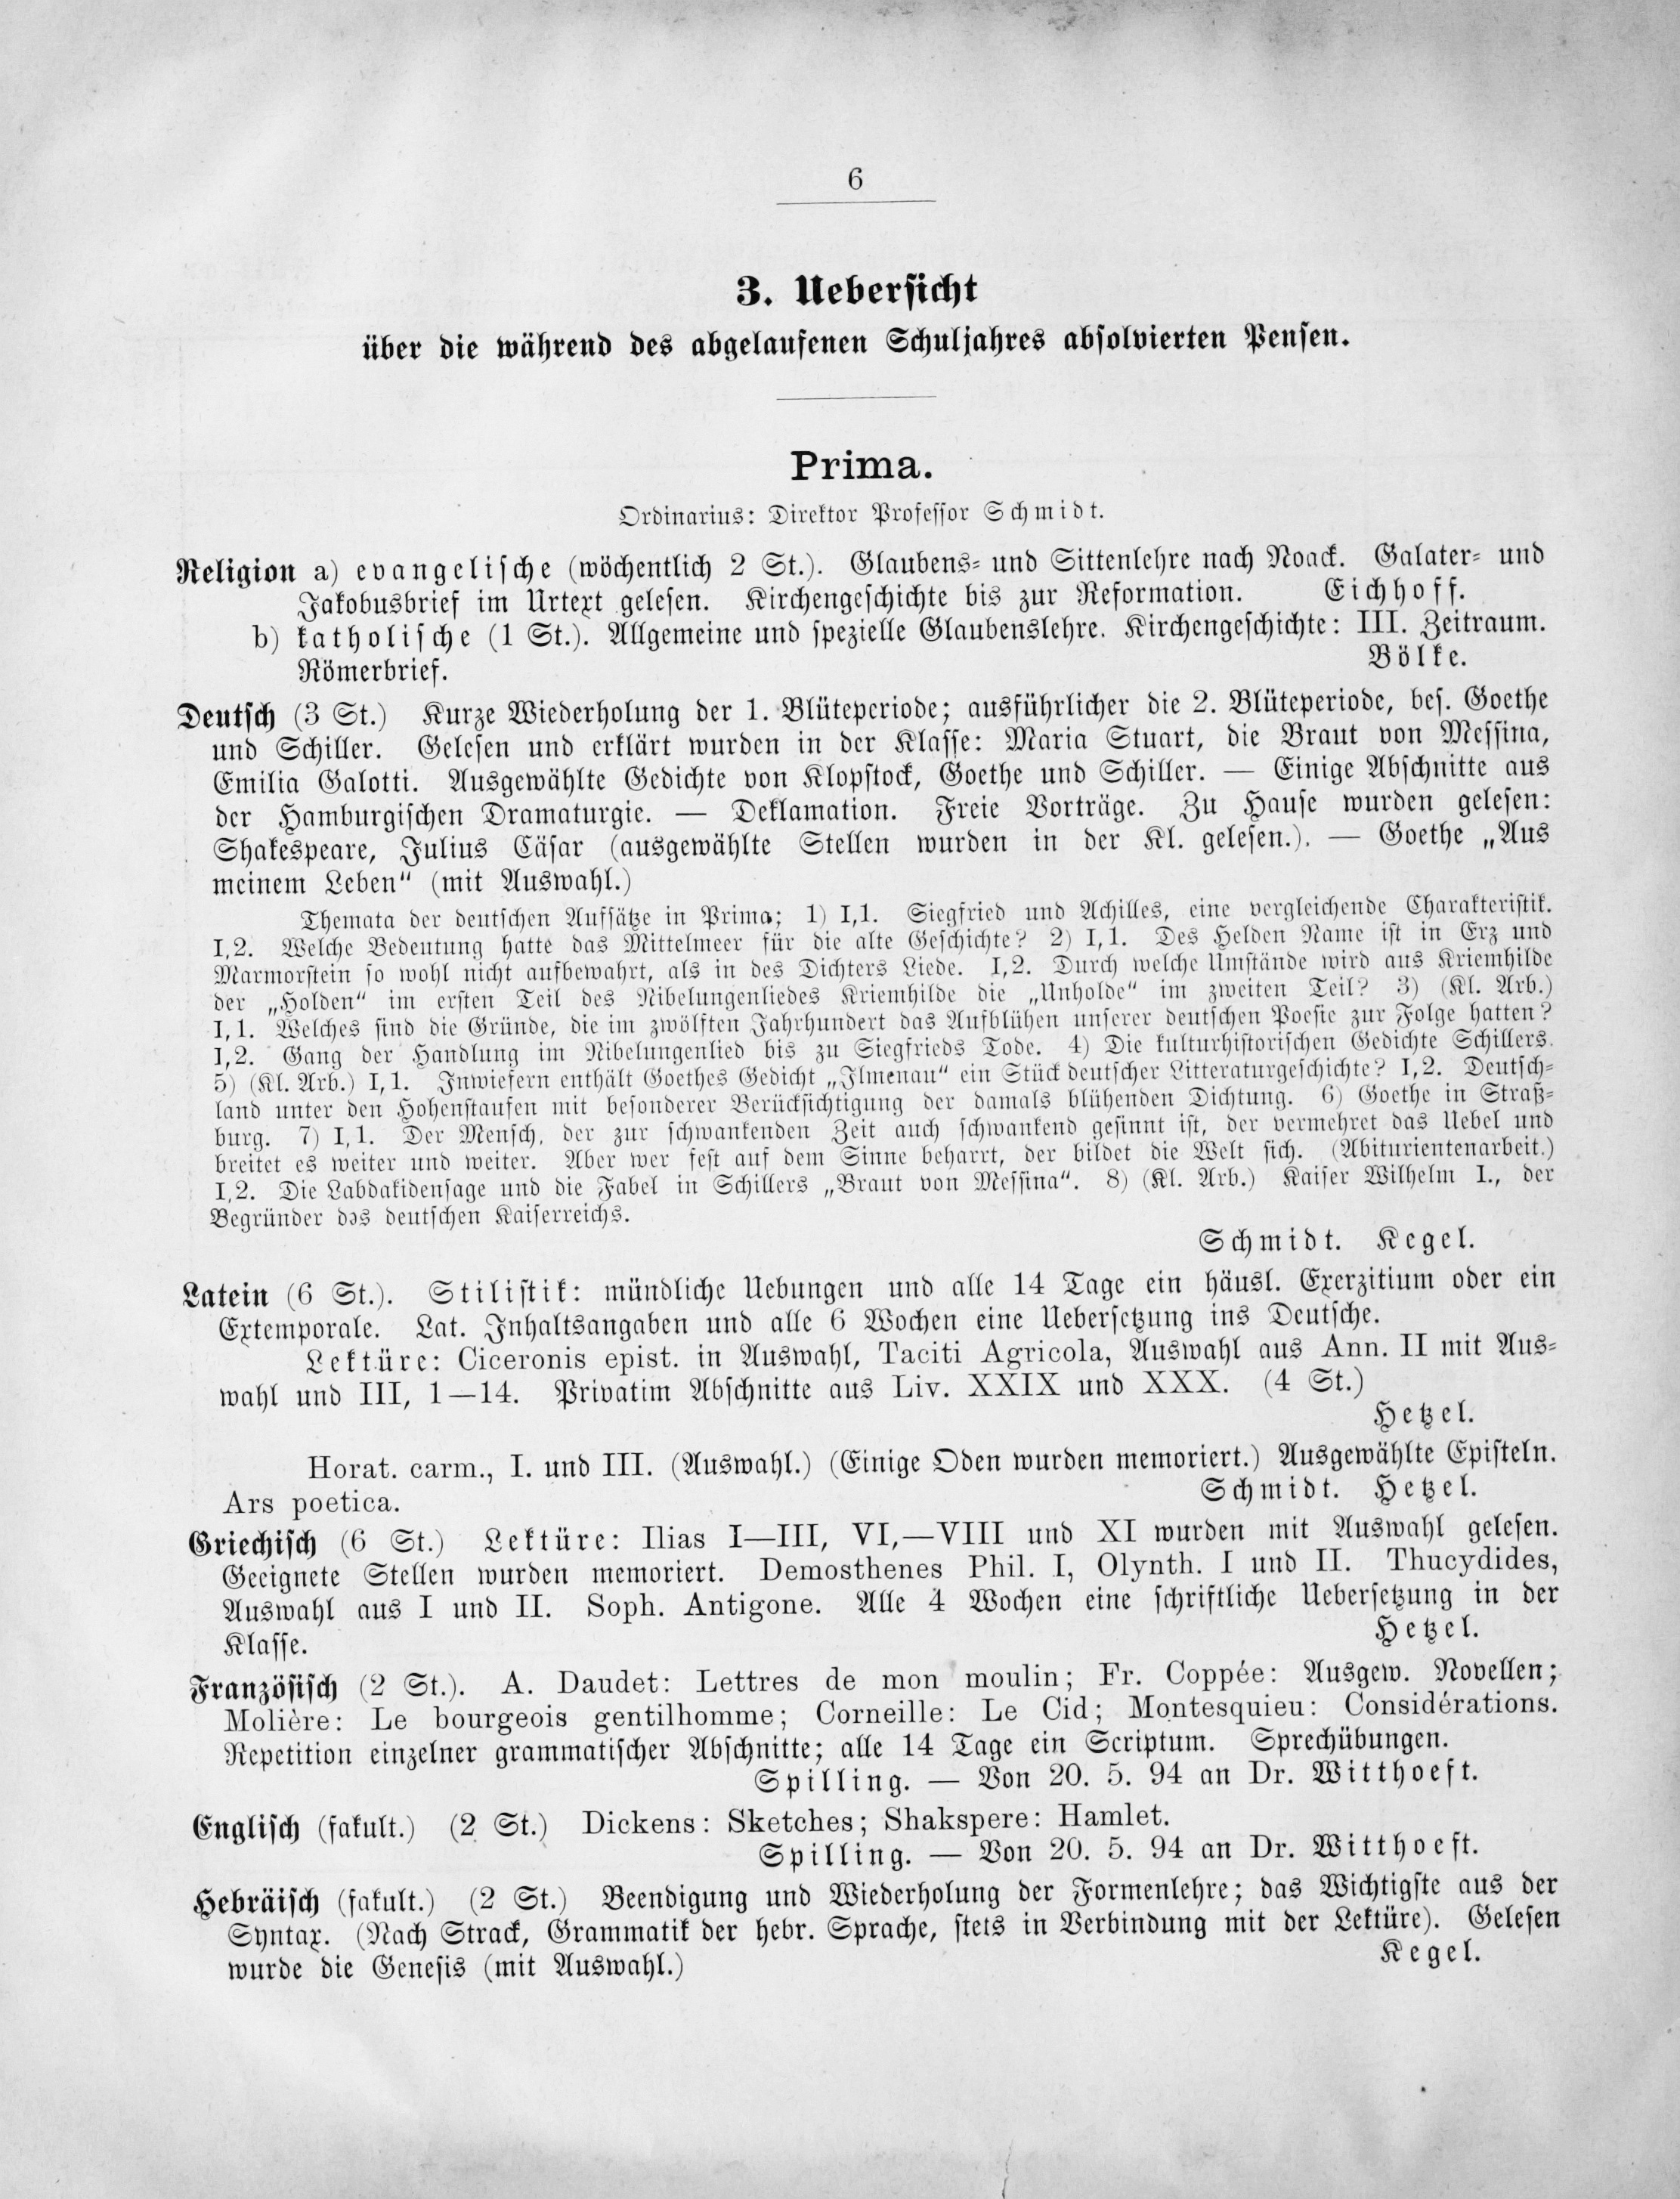 6
3. Uebersicht
über die während des abgelaufenen Schuljahres absolvierten Pensen.
Prima.
Ordinarius: Direktor Professor Schmidt.
Religion a) evangelische (wöchentlich 2 St.). Glaubens- und Sittenlehre nach Noack. Galater- und
Jakobusbrief im Urtext gelesen. Kirchengeschichte bis zur Reformation. Eichhoff.
b) katholische (1 St.). Allgemeine und spezielle Glaubenslehre. Kirchengeschichte: III. Zeitraum.
Römerbrief. Bölke.
Deutsch (3 St.) Kurze Wiederholung der 1. Blüteperiode; ausführlicher die 2. Blüteperiode, bes. Goethe
und Schiller. Gelesen und erklärt wurden in der Klasse: Maria Stuart, die Braut von Messina,
Emilia Galotti. Ausgewählte Gedichte von Klopstock, Goethe und Schiller. — Einige Abschnitte aus
der Hamburgischen Dramaturgie. — Deklamation. Freie Vorträge. Zu Hause wurden gelesen:
Shakespeare, Julius Cäsar (ausgewählte Stellen wurden in der Kl. gelesen.). — Goethe „Aus
meinem Leben“ (mit Auswahl.)
Themata der deutschen Aufsätze in Prima; 1) I,1. Siegfried und Achilles, eine vergleichende Charakteristik.
I,2. Welche Bedeutung hatte das Mittelmeer für die alte Geschichte? 2) I,1. Des Helden Name ist in Erz und
Marmorstein so wohl nicht aufbewahrt, als in des Dichters Liede. I,2. Durch welche Umstände wird aus Kriemhilde
der „Holden“ im ersten Teil des Nibelungenliedes Kriemhilde die „Unholde“ im zweiten Teil? 3) (Kl. Arb.)
I,1. Welches sind die Gründe, die im zwölften Jahrhundert das Aufblühen unserer deutschen Poesie zur Folge hatten?
I,2. Gang der Handlung im Nibelungenlied bis zu Siegfrieds Tode. 4) Die kulturhistorischen Gedichte Schillers.
5) (Kl. Arb.) I,1. Inwiefern enthält Goethes Gedicht „Ilmenau“ ein Stück deutscher Litteraturgeschichte? I,2. Deutsch-
land unter den Hohenstaufen mit besonderer Berücksichtigung der damals blühenden Dichtung. 6) Goethe in Straß-
burg. 7) I,1. Der Mensch, der zur schwankenden Zeit auch schwankend gesinnt ist, der vermehret das Uebel und
breitet es weiter und weiter. Aber wer fest auf dem Sinne beharrt, der bildet die Welt sich. (Abiturientenarbeit.)
I,2. Die Labdakidensage und die Fabel in Schillers „Braut von Messina“. 8) (Kl. Arb.) Kaiser Wilhelm I., der
Begründer des deutschen Kaiserreichs.
Schmidt. Kegel.
Latein (6 St.). Stilistik: mündliche Uebungen und alle 14 Tage ein häusl. Exerzitium oder ein
Extemporale. Lat. Inhaltsangaben und alle 6 Wochen eine Uebersetzung ins Deutsche.
Lektüre: Ciceronis epist. in Auswahl, Taciti Agricola, Auswahl aus Ann. II mit Aus-
wahl und III, 1—14. Privatim Abschnitte aus Liv. XXIX und XXX. (4 St.)
Hetzel.
Horat. carm., I. und III. (Auswahl.) (Einige Oden wurden memoriert.) Ausgewählte Episteln.
Ars poetica. Schmidt. Hetzel.
Griechisch (6 St.) Lektüre: Ilias I—III, VI,—VIII und XI wurden mit Auswahl gelesen.
Geeignete Stellen wurden memoriert. Demosthenes Phil. I, Olynth. I und II. Thucydides,
Auswahl aus I und II. Soph. Antigone. Alle 4 Wochen eine schriftliche Uebersetzung in der
Klasse. Hetzel.
Französisch (2 St.). A. Daudet: Lettres de mon moulin; Fr. Coppée: Ausgew. Novellen;
Molière: Le bourgeois gentilhomme; Corneille: Le Cid; Montesquieu: Considérations.
Repetition einzelner grammatischer Abschnitte; alle 14 Tage ein Scriptum. Sprechübungen.
Spilling. — Von 20. 5. 94 an Dr. Witthoeft.
Englisch (fakult.) (2 St.) Dickens: Sketches; Shakspere: Hamlet.
Spilling. — Von 20. 5. 94 an Dr. Witthoeft.
Hebräisch (fakult.) (2 St.) Beendigung und Wiederholung der Formenlehre; das Wichtigste aus der
Syntax. (Nach Strack, Grammatik der hebr. Sprache, stets in Verbindung mit der Lektüre). Gelesen
wurde die Genesis (mit Auswahl.) Kegel.